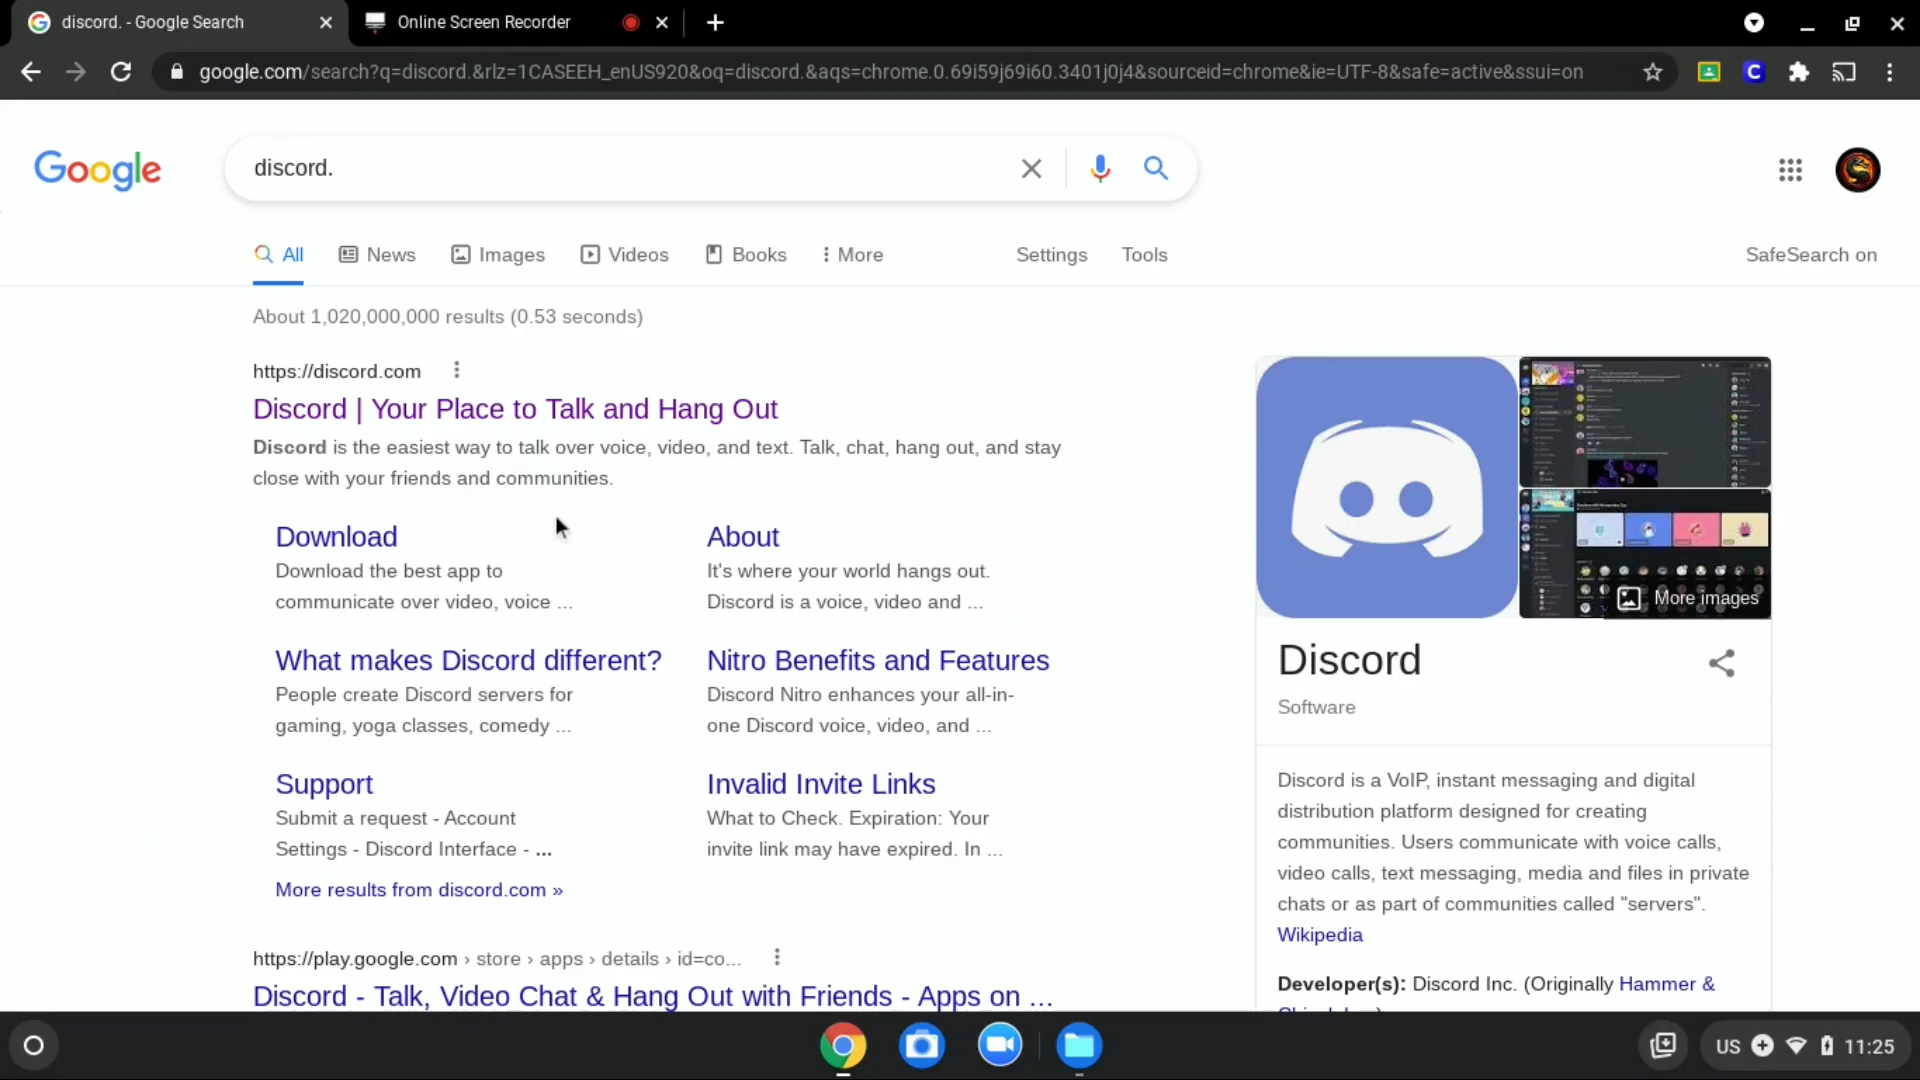 discord. - Google Search
Online Screen Recorder
google.com/search?q=discord.&rlz=1CASEEH_enUS920&oq=discord.&aqs=chrome.0.69i59j69i60.3401j0j4&sourceid=chrome&ie=UTF-8&safe=active&ssui=on
C
Google
discord.
All News Images Videos Books More Settings Tools SafeSearch on
About 1,020,000,000 results (0.53 seconds)
https://discord.com
Discord | Your Place to Talk and Hang Out
Discord is the easiest way to talk over voice, video, and text. Talk, chat, hang out, and stay
close with your friends and communities.
Download
Download the best app to
communicate over video, voice ...
About
It's where your world hangs out.
Discord is a voice, video and ...
What makes Discord different?
People create Discord servers for
gaming, yoga classes, comedy ...
Nitro Benefits and Features
Discord Nitro enhances your all-in-
one Discord voice, video, and ...
Support
Submit a request - Account
Settings - Discord Interface - ...
Invalid Invite Links
What to Check. Expiration: Your
invite link may have expired. In ...
More results from discord.com »
https://play.google.com › store › apps › details › id=co...
Discord - Talk, Video Chat & Hang Out with Friends - Apps on ...
More images
Discord
Software
Discord is a VoIP, instant messaging and digital
distribution platform designed for creating
communities. Users communicate with voice calls,
video calls, text messaging, media and files in private
chats or as part of communities called "servers".
Wikipedia
Developer(s): Discord Inc. (Originally Hammer &
US 11:25